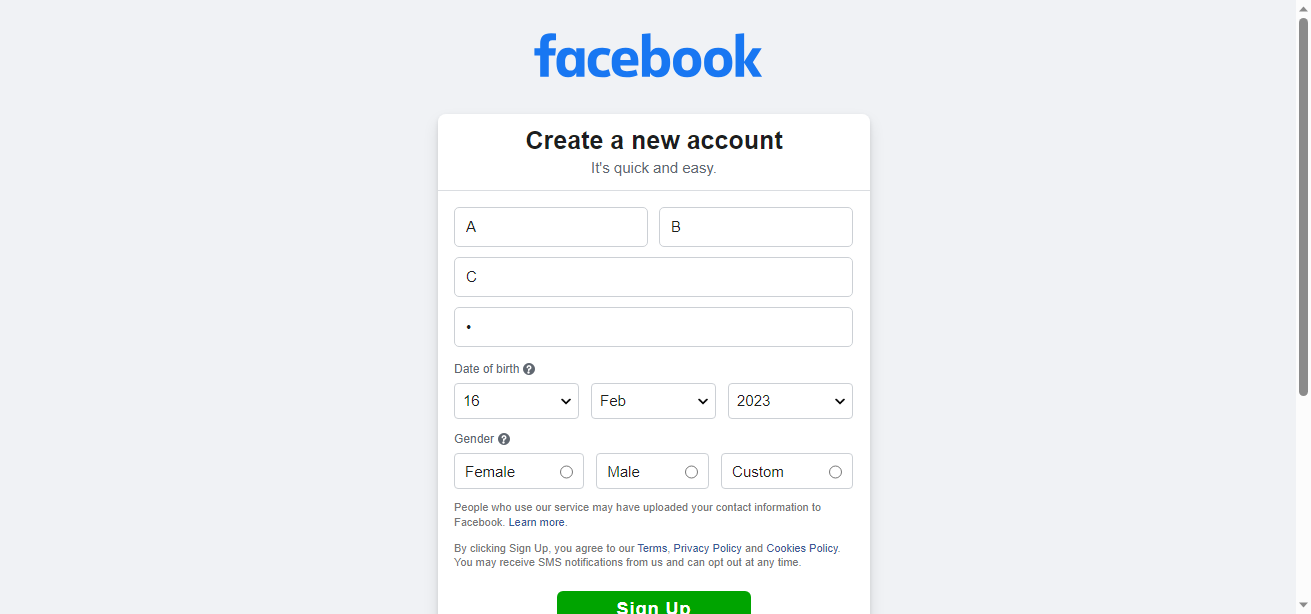 facebook
Create a new account
It's quick and easy.
A B
C
•
Date of birth ?
16 Feb 2023
Gender ?
Female Male Custom
People who use our service may have uploaded your contact information to
Facebook. Learn more.
By clicking Sign Up, you agree to our Terms, Privacy Policy and Cookies Policy.
You may receive SMS notifications from us and can opt out at any time.
Sign Up